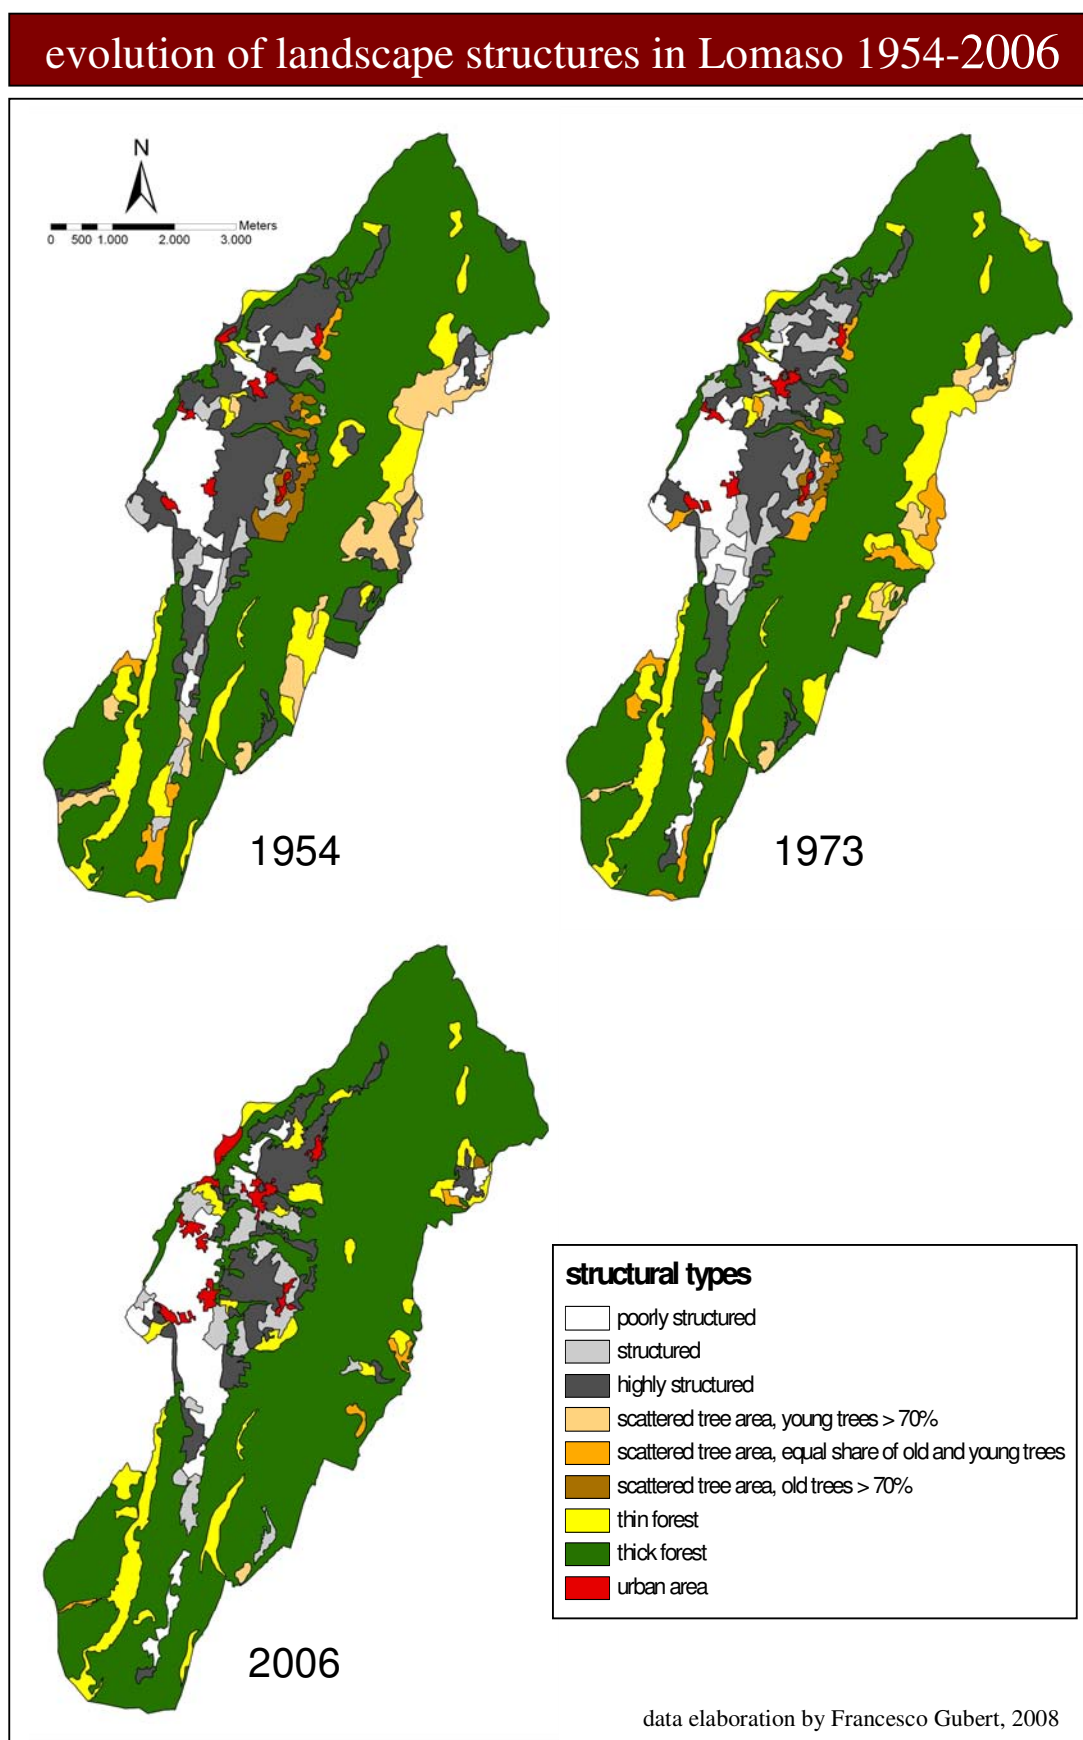 evolution of landscape structures in Lomaso 1954-2006
N
Meters
0 500 1.000 2.000 3.000
1954
1973
2006
structural types
poorly structured
structured
highly structured
scattered tree area, young trees > 70%
scattered tree area, equal share of old and young trees
scattered tree area, old trees > 70%
thin forest
thick forest
urban area
data elaboration by Francesco Gubert, 2008